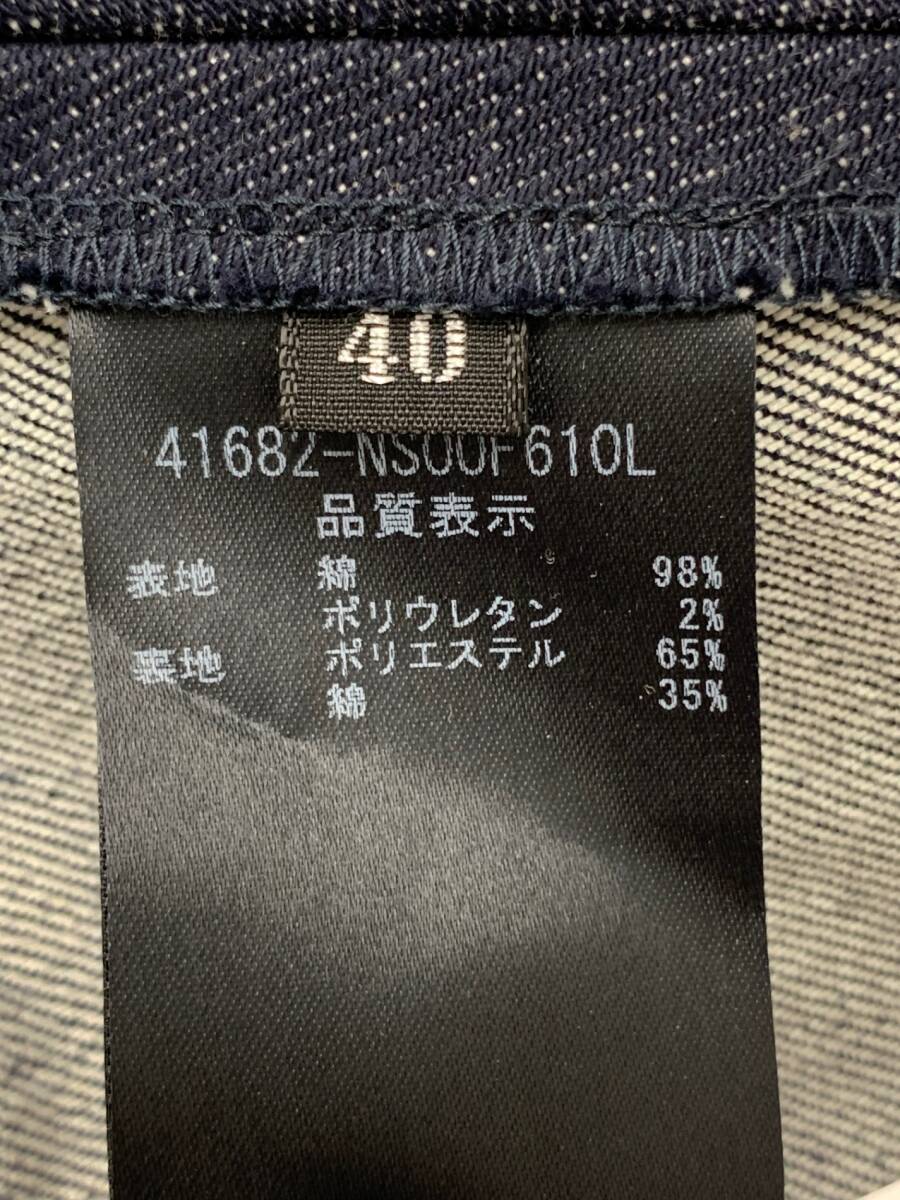 40
41682-NS00F610L
品質表示
表地 綿 98%
ポリウレタン 2%
裏地 ポリエステル 65%
綿 35%